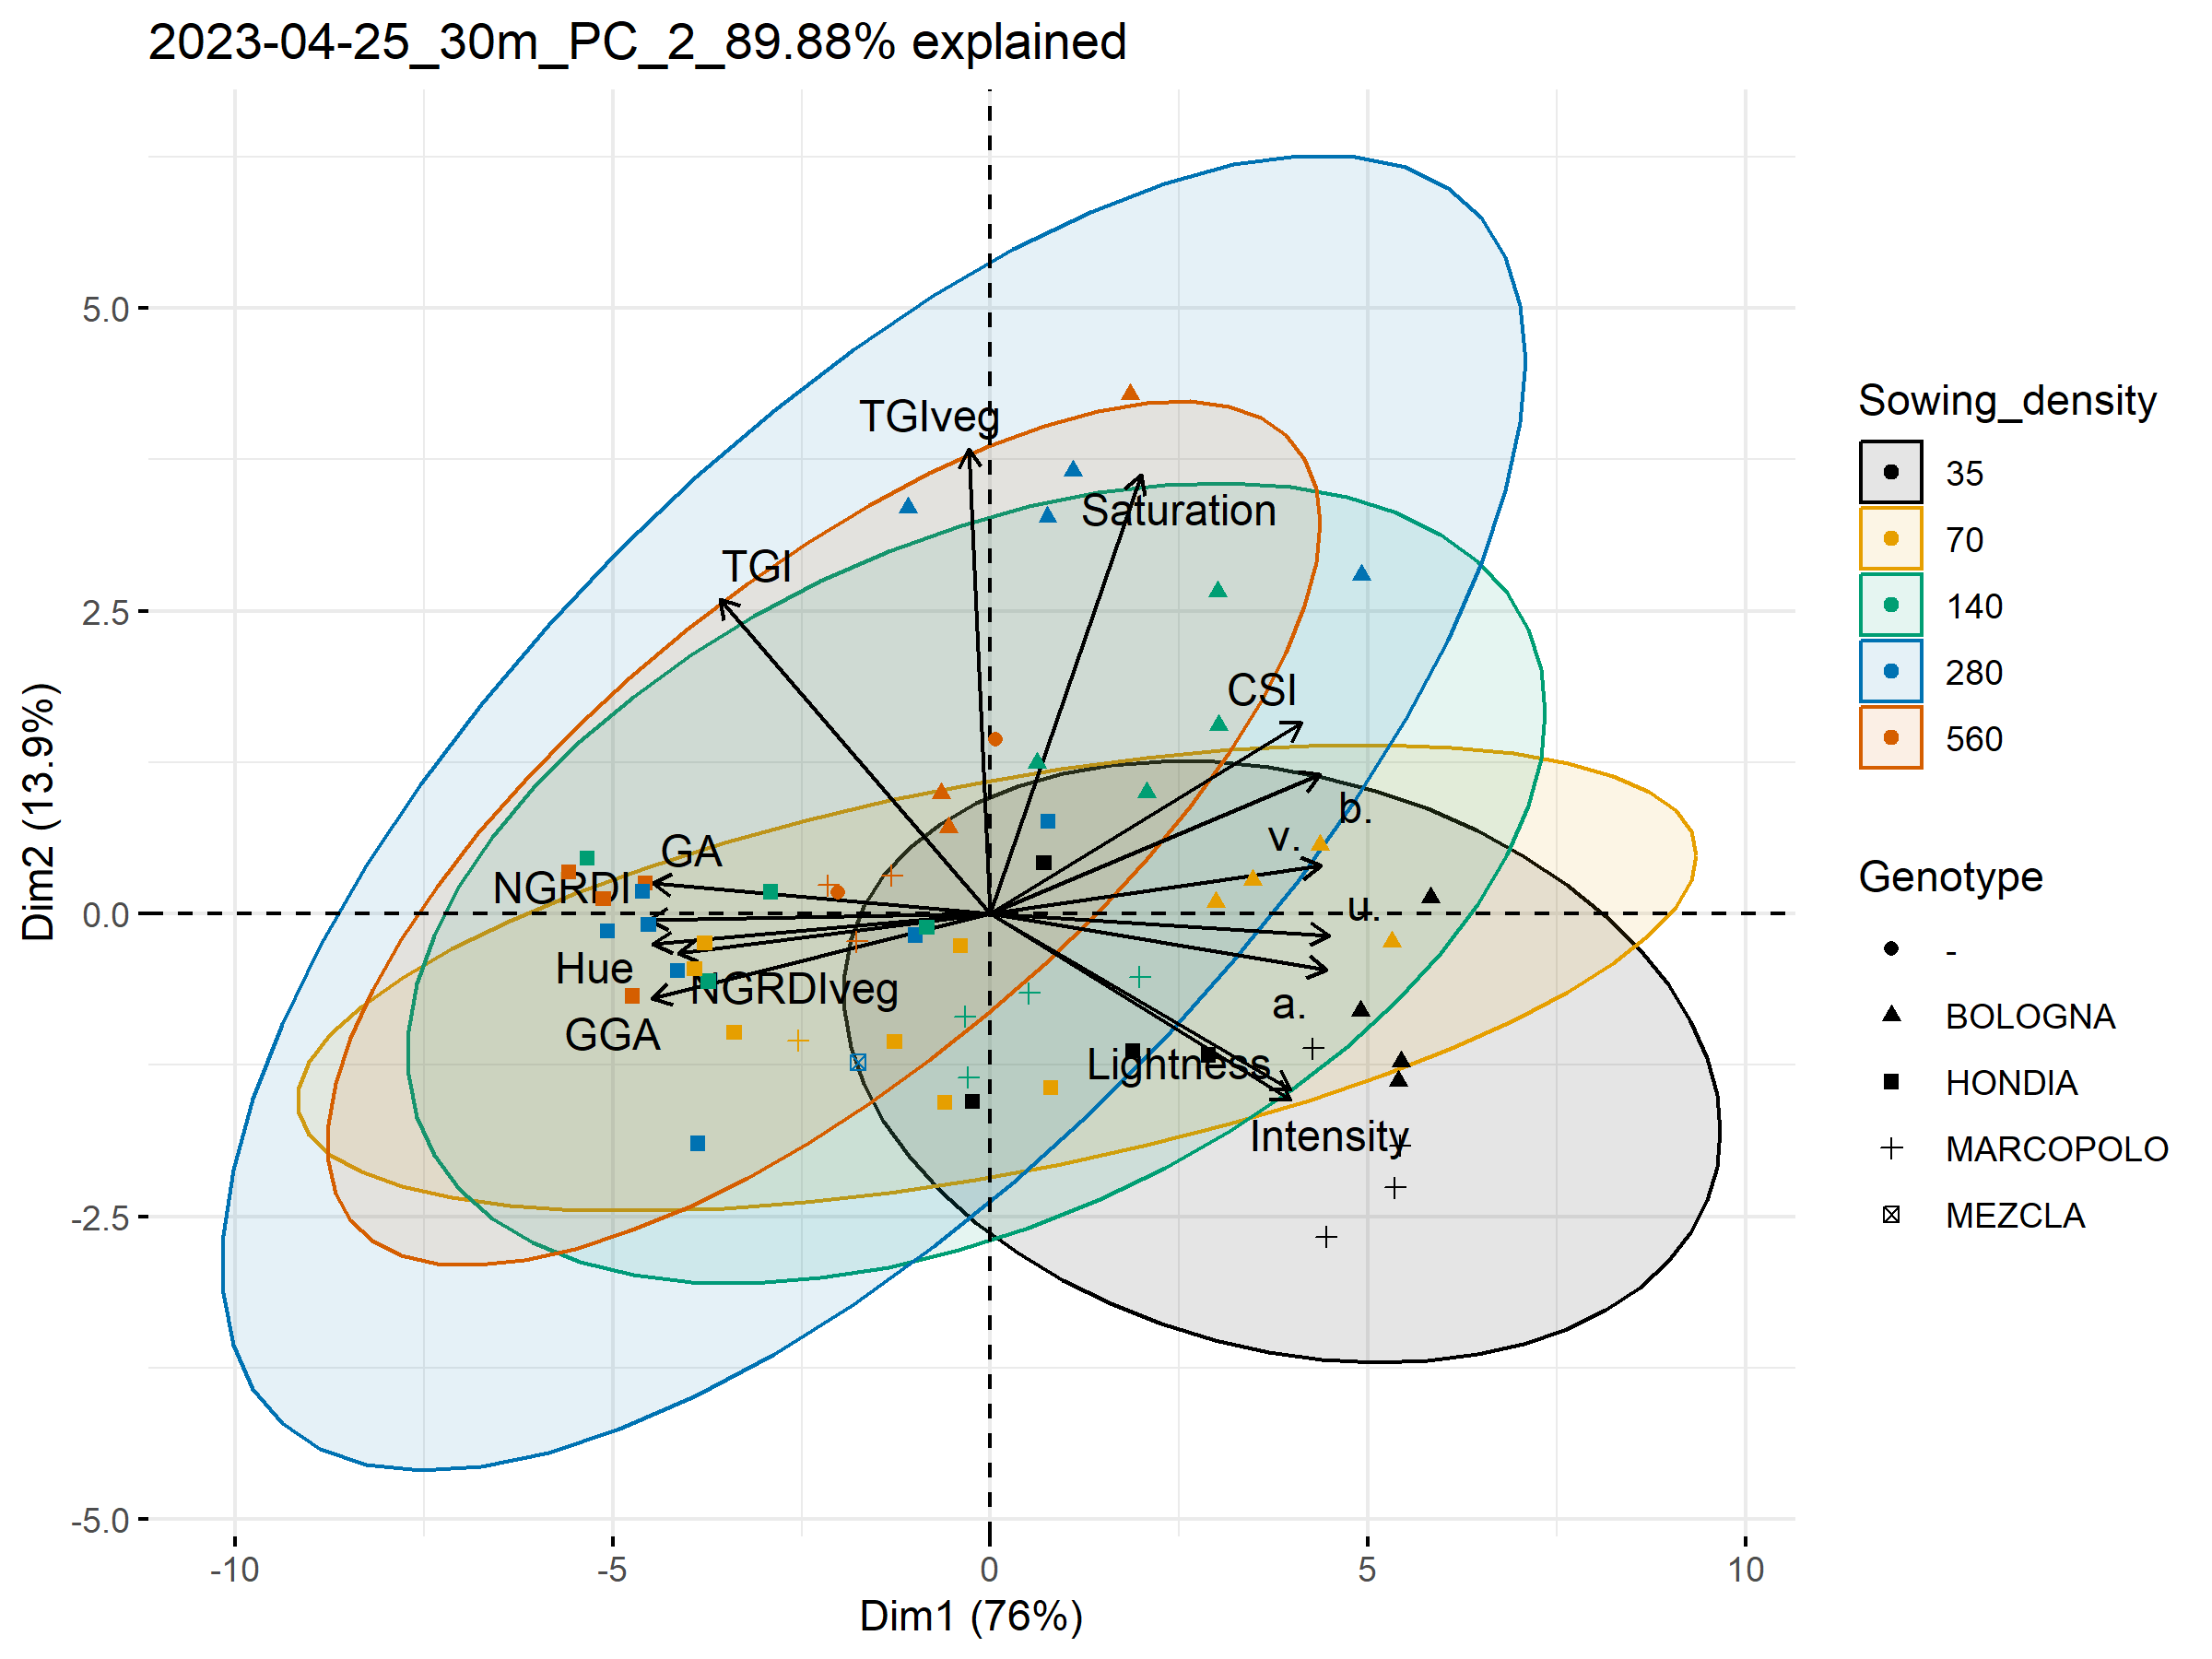 2023-04-25_30m_PC_2_89.88% explained
Dim2 (13.9%)
5.0
2.5
0.0
-2.5
-5.0
TGIveg
Saturation
TGI
CSI
b.
v.
GA
NGRDI
u.
Hue
NGRDIveg
a.
GGA
Lightness
Intensity
-10
-5
0
5
10
Dim1 (76%)
Sowing_density
35
70
140
280
560
Genotype
-
BOLOGNA
HONDIA
MARCOPOLO
MEZCLA